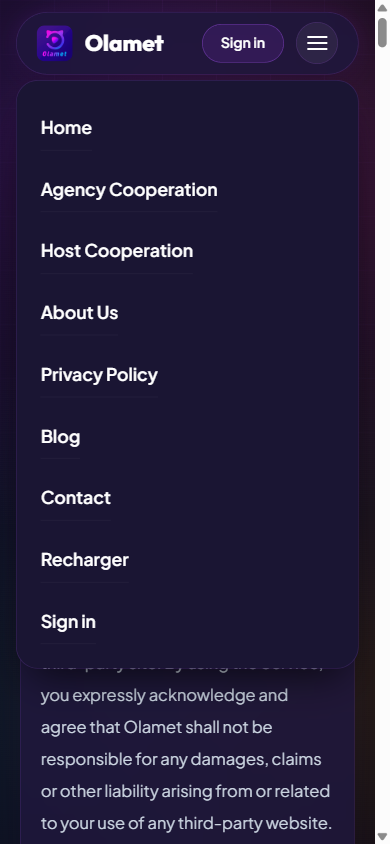 Olamet
Olamet
Sign in
Home
Agency Cooperation
Host Cooperation
About Us
Privacy Policy
Blog
Contact
Recharger
Sign in
you expressly acknowledge and
agree that Olamet shall not be
responsible for any damages, claims
or other liability arising from or related
to your use of any third-party website.